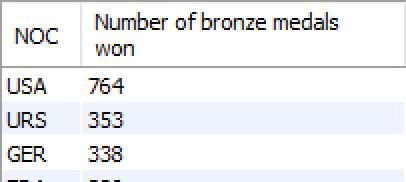 NOC Number of bronze medals
won
USA 764
URS 353
GER 338